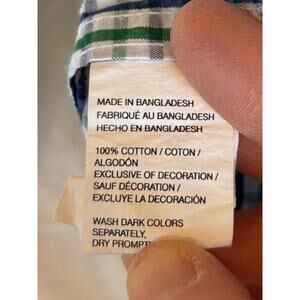 MADE IN BANGLADESH
FABRIQUÉ AU BANGLADESH
HECHO EN BANGLADESH
100% COTTON / COTON /
ALGODÓN
EXCLUSIVE OF DECORATION /
SAUF DÉCORATION /
EXCLUYE LA DECORACIÓN
WASH DARK COLORS
SEPARATELY,
DRY